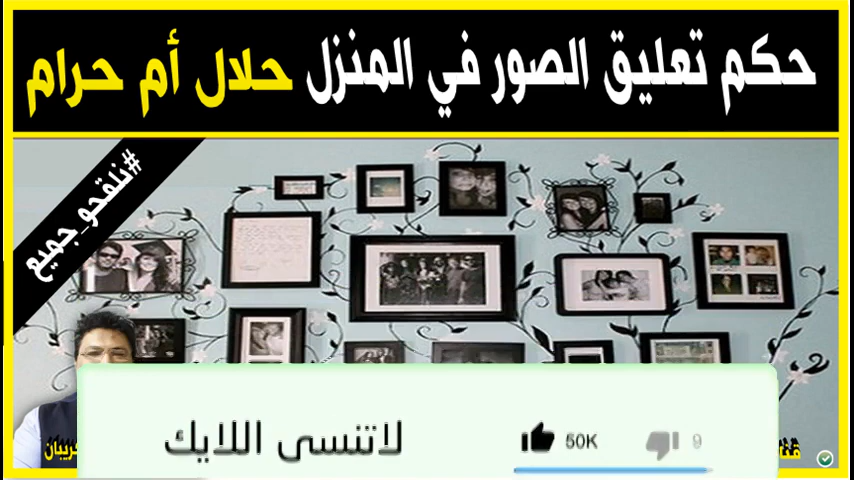 حكم تعليق الصور في المنزل حلال أم حرام
#نلقحو_جميع
لاتنسى اللايك
50K
9